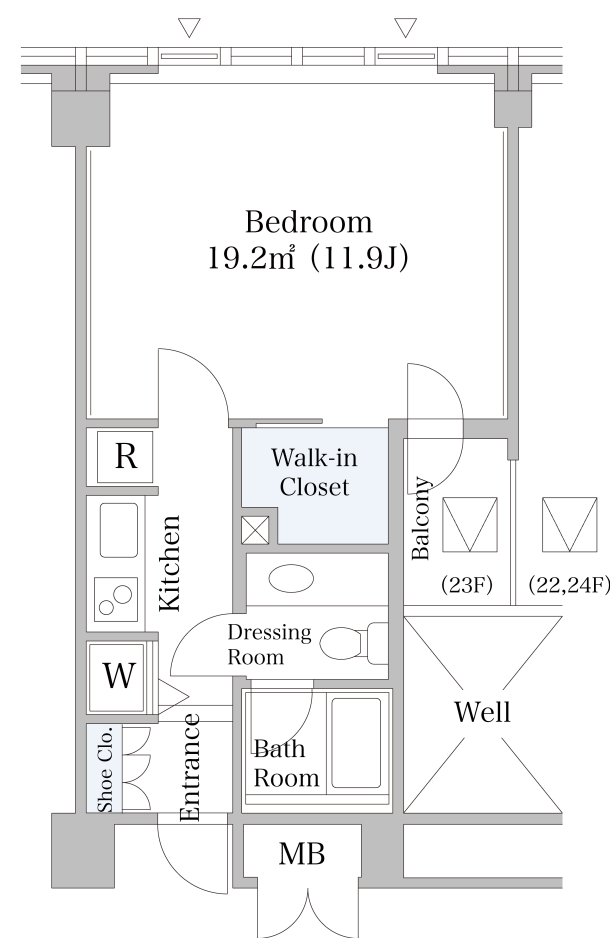 Bedroom
19.2㎡ (11.9J)
R
Walk-in
Closet
Balcony
Kitchen
(23F)
(22,24F)
Dressing
Room
W
Well
Shoe Clo.
Entrance
Bath
Room
MB